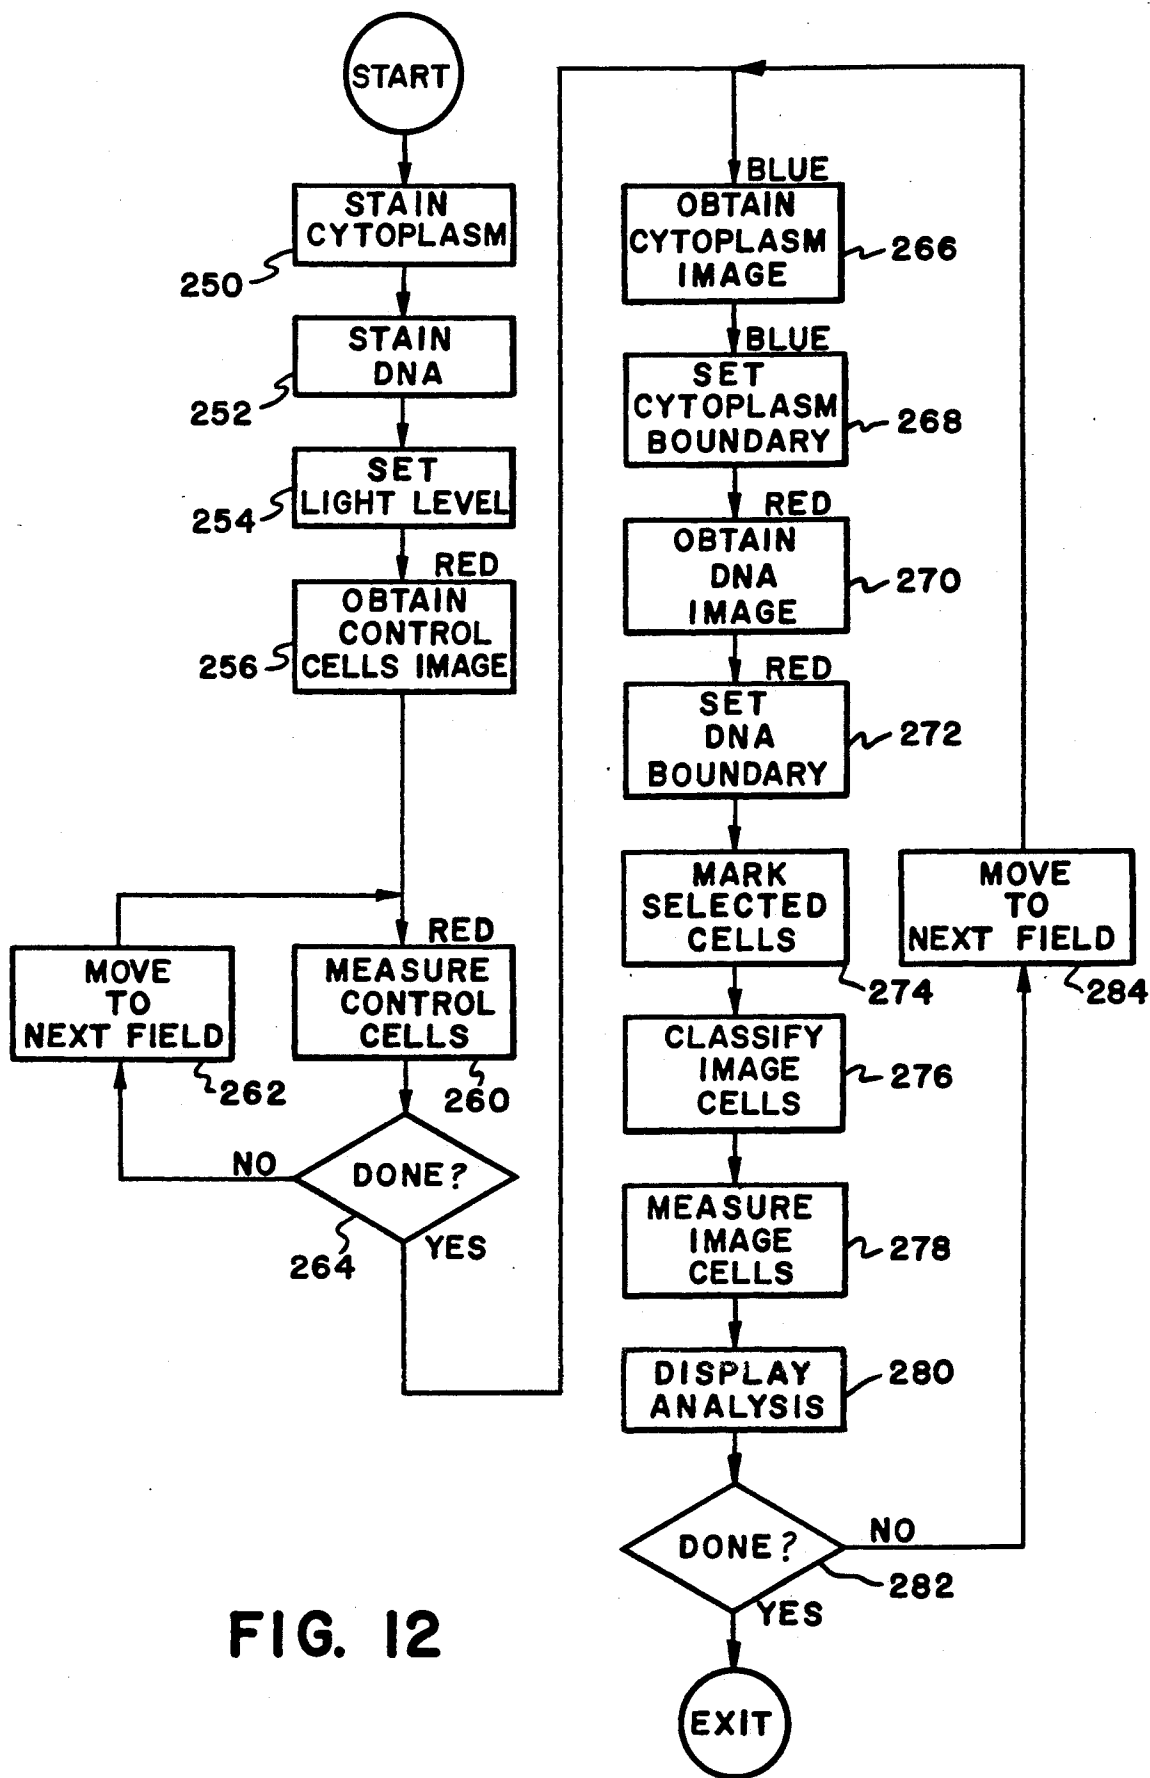 START
STAIN
CYTOPLASM
250
STAIN
DNA
252
SET
LIGHT LEVEL
254
RED
OBTAIN
CONTROL
CELLS IMAGE
256
RED
MEASURE
CONTROL
CELLS
260
MOVE
TO
NEXT FIELD
262
DONE?
NO
YES
264
BLUE
OBTAIN
CYTOPLASM
IMAGE
266
BLUE
SET
CYTOPLASM
BOUNDARY
268
RED
OBTAIN
DNA
IMAGE
270
RED
SET
DNA
BOUNDARY
272
MARK
SELECTED
CELLS
274
CLASSIFY
IMAGE
CELLS
276
MEASURE
IMAGE
CELLS
278
DISPLAY
ANALYSIS
280
DONE?
NO
282
YES
MOVE
TO
NEXT FIELD
284
EXIT
FIG. 12